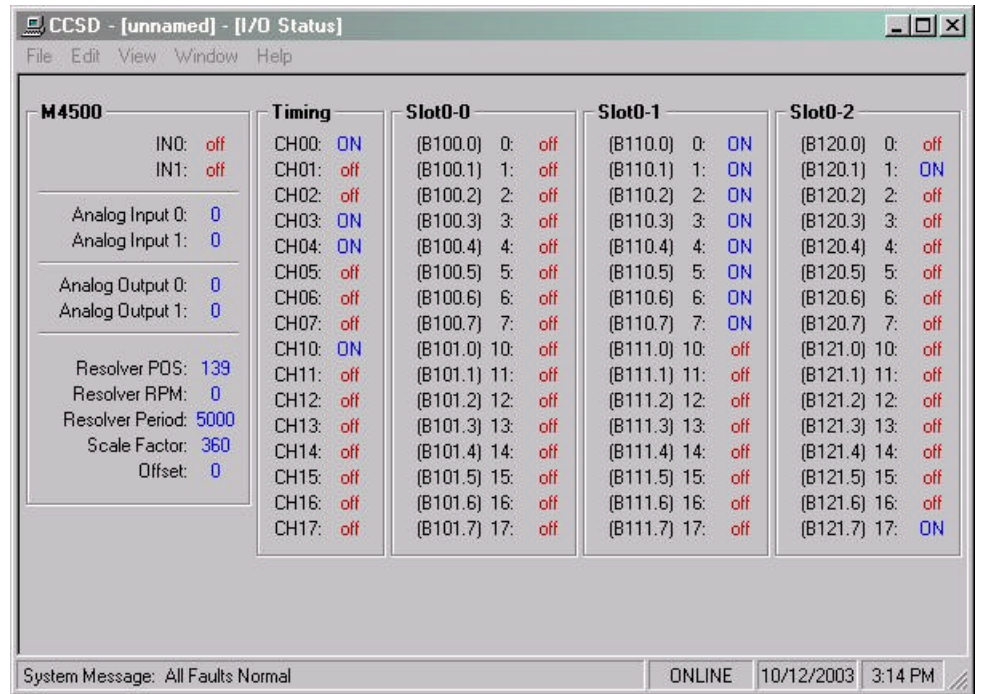 CCSD - [unnamed] - [I/O Status]
File Edit View Window Help
M4500
IN0: off
IN1: off
Analog Input 0: 0
Analog Input 1: 0
Analog Output 0: 0
Analog Output 1: 0
Resolver POS: 139
Resolver RPM: 0
Resolver Period: 5000
Scale Factor: 360
Offset: 0
Timing
CH00: ON
CH01: off
CH02: off
CH03: ON
CH04: ON
CH05: off
CH06: off
CH07: off
CH10: ON
CH11: off
CH12: off
CH13: off
CH14: off
CH15: off
CH16: off
CH17: off
Slot0-0
(B100.0) 0: off
(B100.1) 1: off
(B100.2) 2: off
(B100.3) 3: off
(B100.4) 4: off
(B100.5) 5: off
(B100.6) 6: off
(B100.7) 7: off
(B101.0) 10: off
(B101.1) 11: off
(B101.2) 12: off
(B101.3) 13: off
(B101.4) 14: off
(B101.5) 15: off
(B101.6) 16: off
(B101.7) 17: off
Slot0-1
(B110.0) 0: ON
(B110.1) 1: ON
(B110.2) 2: ON
(B110.3) 3: ON
(B110.4) 4: ON
(B110.5) 5: ON
(B110.6) 6: ON
(B110.7) 7: ON
(B111.0) 10: off
(B111.1) 11: off
(B111.2) 12: off
(B111.3) 13: off
(B111.4) 14: off
(B111.5) 15: off
(B111.6) 16: off
(B111.7) 17: off
Slot0-2
(B120.0) 0: off
(B120.1) 1: ON
(B120.2) 2: off
(B120.3) 3: off
(B120.4) 4: off
(B120.5) 5: off
(B120.6) 6: off
(B120.7) 7: off
(B121.0) 10: off
(B121.1) 11: off
(B121.2) 12: off
(B121.3) 13: off
(B121.4) 14: off
(B121.5) 15: off
(B121.6) 16: off
(B121.7) 17: ON
System Message: All Faults Normal
ONLINE
10/12/2003
3:14 PM